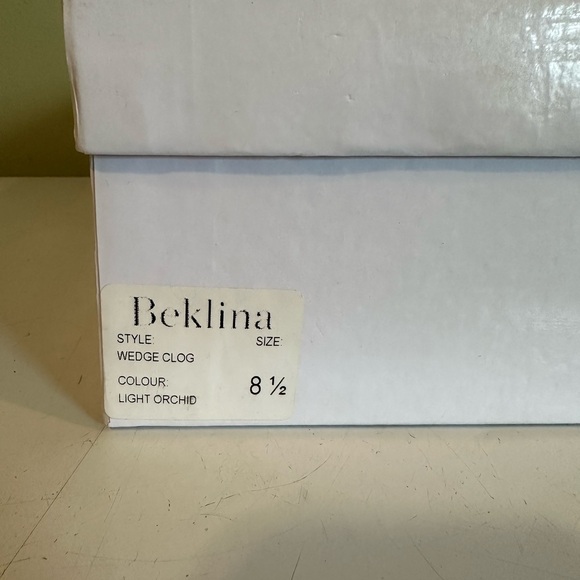 Beklina
STYLE: SIZE:
WEDGE CLOG
COLOUR: 8 ½
LIGHT ORCHID